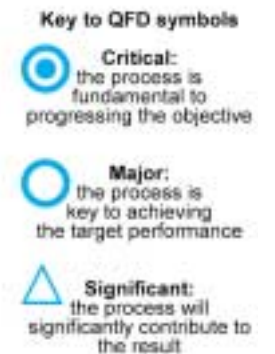 Key to QFD symbols
Critical:
the process is
fundamental to
progressing the objective
Major:
the process is
key to achieving
the target performance
Significant:
the process will
significantly contribute to
the result